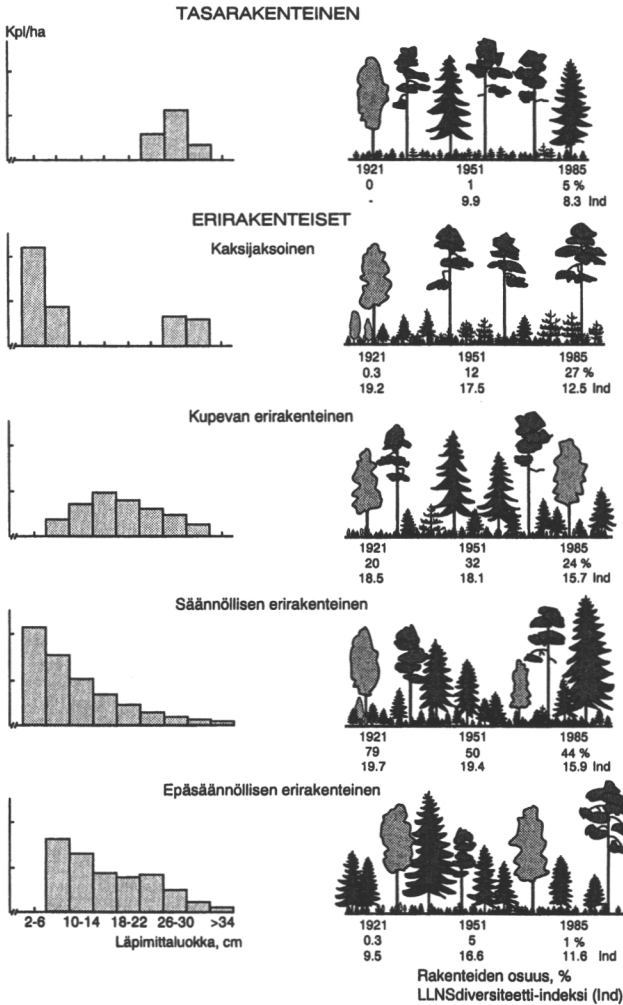 TASARAKENTEINEN
Kpl/ha
1921 1951 1985
0 1 5 %
- 9.9 8.3 Ind
ERIRAKENTEISET
Kaksijaksoinen
1921 1951 1985
0.3 12 27 %
19.2 17.5 12.5 Ind
Kupevan erirakenteinen
1921 1951 1985
20 32 24 %
18.5 18.1 15.7 Ind
Säännöllisen erirakenteinen
1921 1951 1985
79 50 44 %
19.7 19.4 15.9 Ind
Epäsäännöllisen erirakenteinen
2-6 10-14 18-22 26-30 >34
Läpimittaluokka, cm
1921 1951 1985
0.3 5 1 %
9.5 16.6 11.6 Ind
Rakenteiden osuus, %
LLNSdiversiteetti-indeksi (Ind)